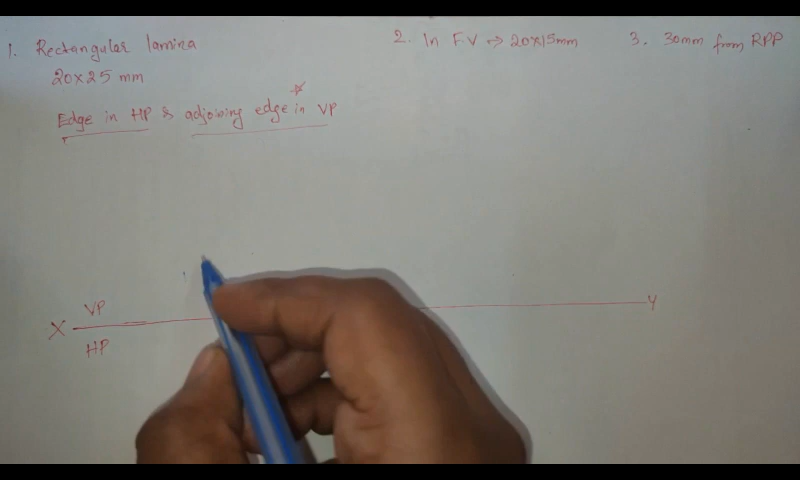 1. Rectangular lamina
20x25 mm
Edge in HP & adjoining edge in VP
2. In F.V → 20x15mm
3. 30mm from RPP
VP
X Y
HP